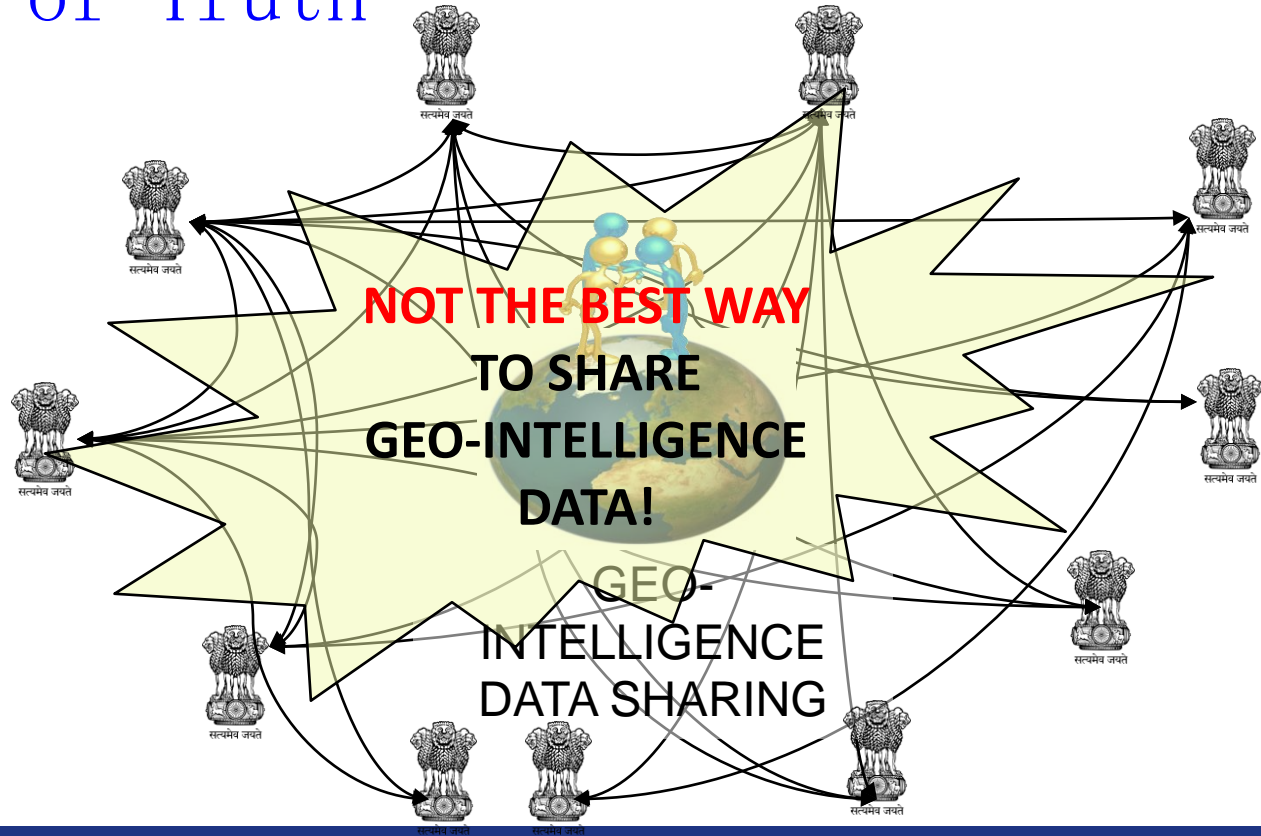 of Truth
सत्यमेव जयते
सत्यमेव जयते
सत्यमेव जयते
सत्यमेव जयते
NOT THE BEST WAY
TO SHARE
GEO-INTELLIGENCE
DATA!
सत्यमेव जयते
सत्यमेव जयते
GEO-
INTELLIGENCE
DATA SHARING
सत्यमेव जयते
सत्यमेव जयते
सत्यमेव जयते
सत्यमेव जयते
सत्यमेव जयते